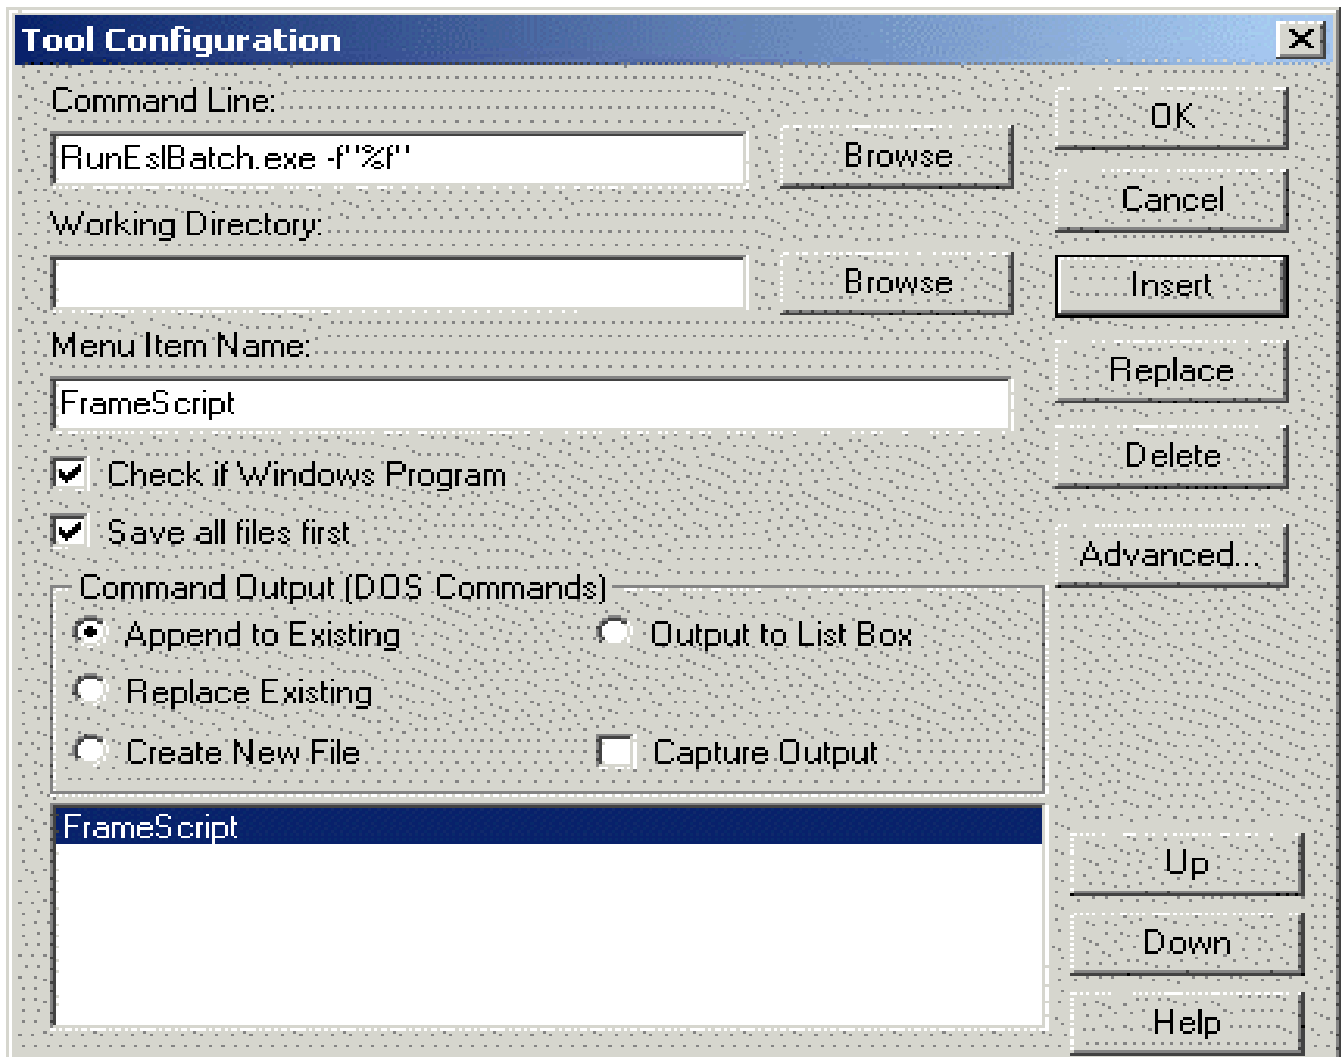 Tool Configuration
Command Line:
OK
RunEslBatch.exe -f"%f"
Browse
Cancel
Working Directory:
Browse
Insert
Menu Item Name:
Replace
FrameScript
Delete
Check if Windows Program
Save all files first
Advanced...
Command Output (DOS Commands)
Append to Existing
Output to List Box
Replace Existing
Create New File
Capture Output
FrameScript
Up
Down
Help